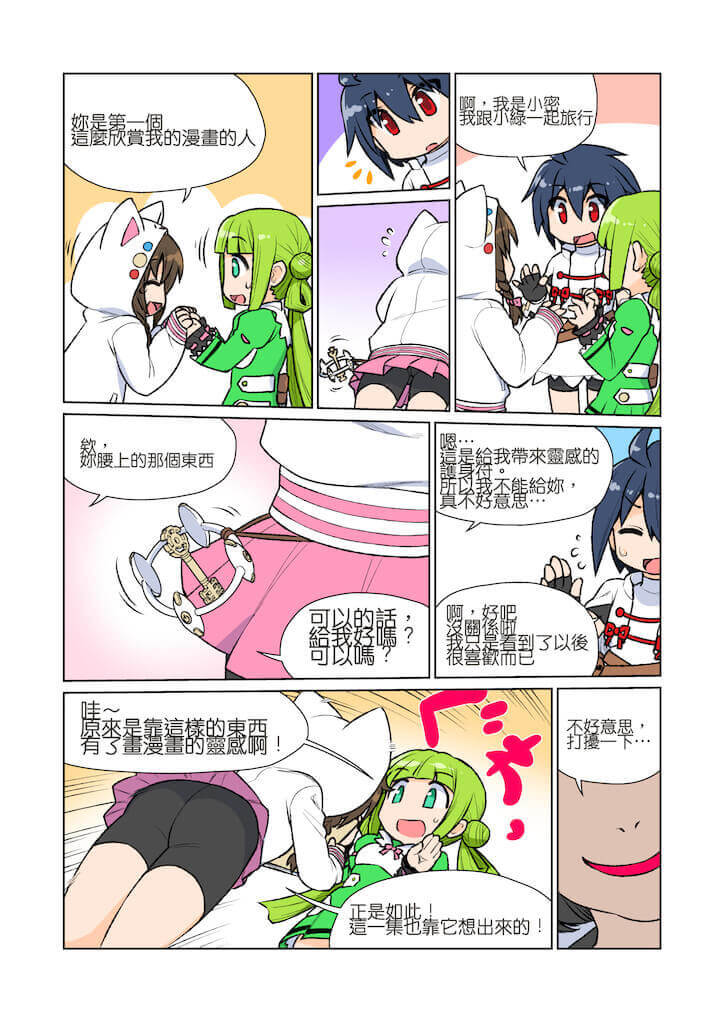 妳是第一個
這麼欣賞我的漫畫的人
啊，我是小密
我跟小綠一起旅行
欸，
妳腰上的那個東西
可以的話，
給我好嗎？
可以嗎？
嗯…
這是給我帶來靈感的
護身符。
所以我不能給妳，
真不好意思…
啊，好吧
沒關係啦
我只是看到了以後
很喜歡而已
哇～
原來是靠這樣的東西
有了畫漫畫的靈感啊！
正是如此！
這一集也靠它想出來的！
不好意思，
打擾一下…